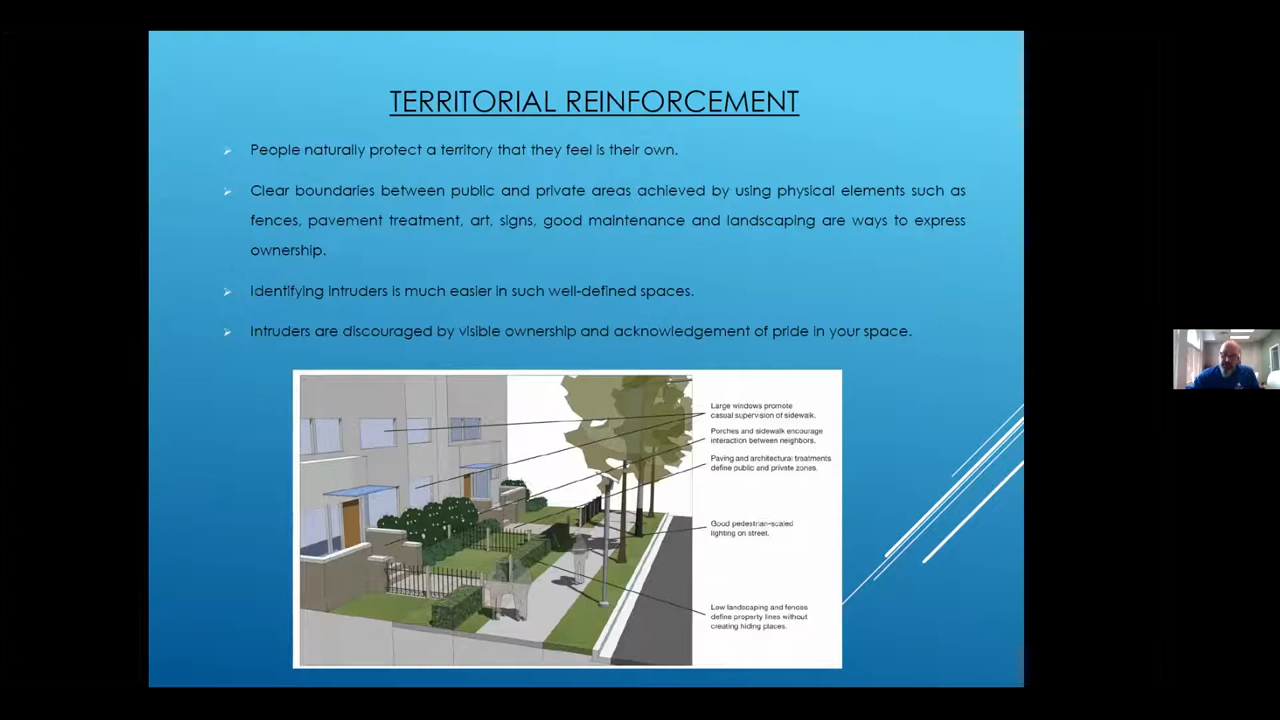 TERRITORIAL REINFORCEMENT
People naturally protect a territory that they feel is their own.
Clear boundaries between public and private areas achieved by using physical elements such as
fences, pavement treatment, art, signs, good maintenance and landscaping are ways to express
ownership.
Identifying intruders is much easier in such well-defined spaces.
Intruders are discouraged by visible ownership and acknowledgement of pride in your space.
Large windows promote
casual supervision of sidewalk.
Porches and sidewalk encourage
interaction between neighbors.
Paving and architectural treatments
define public and private zones.
Good pedestrian-scaled
lighting on street.
Low landscaping and fences
define property lines without
creating hiding places.